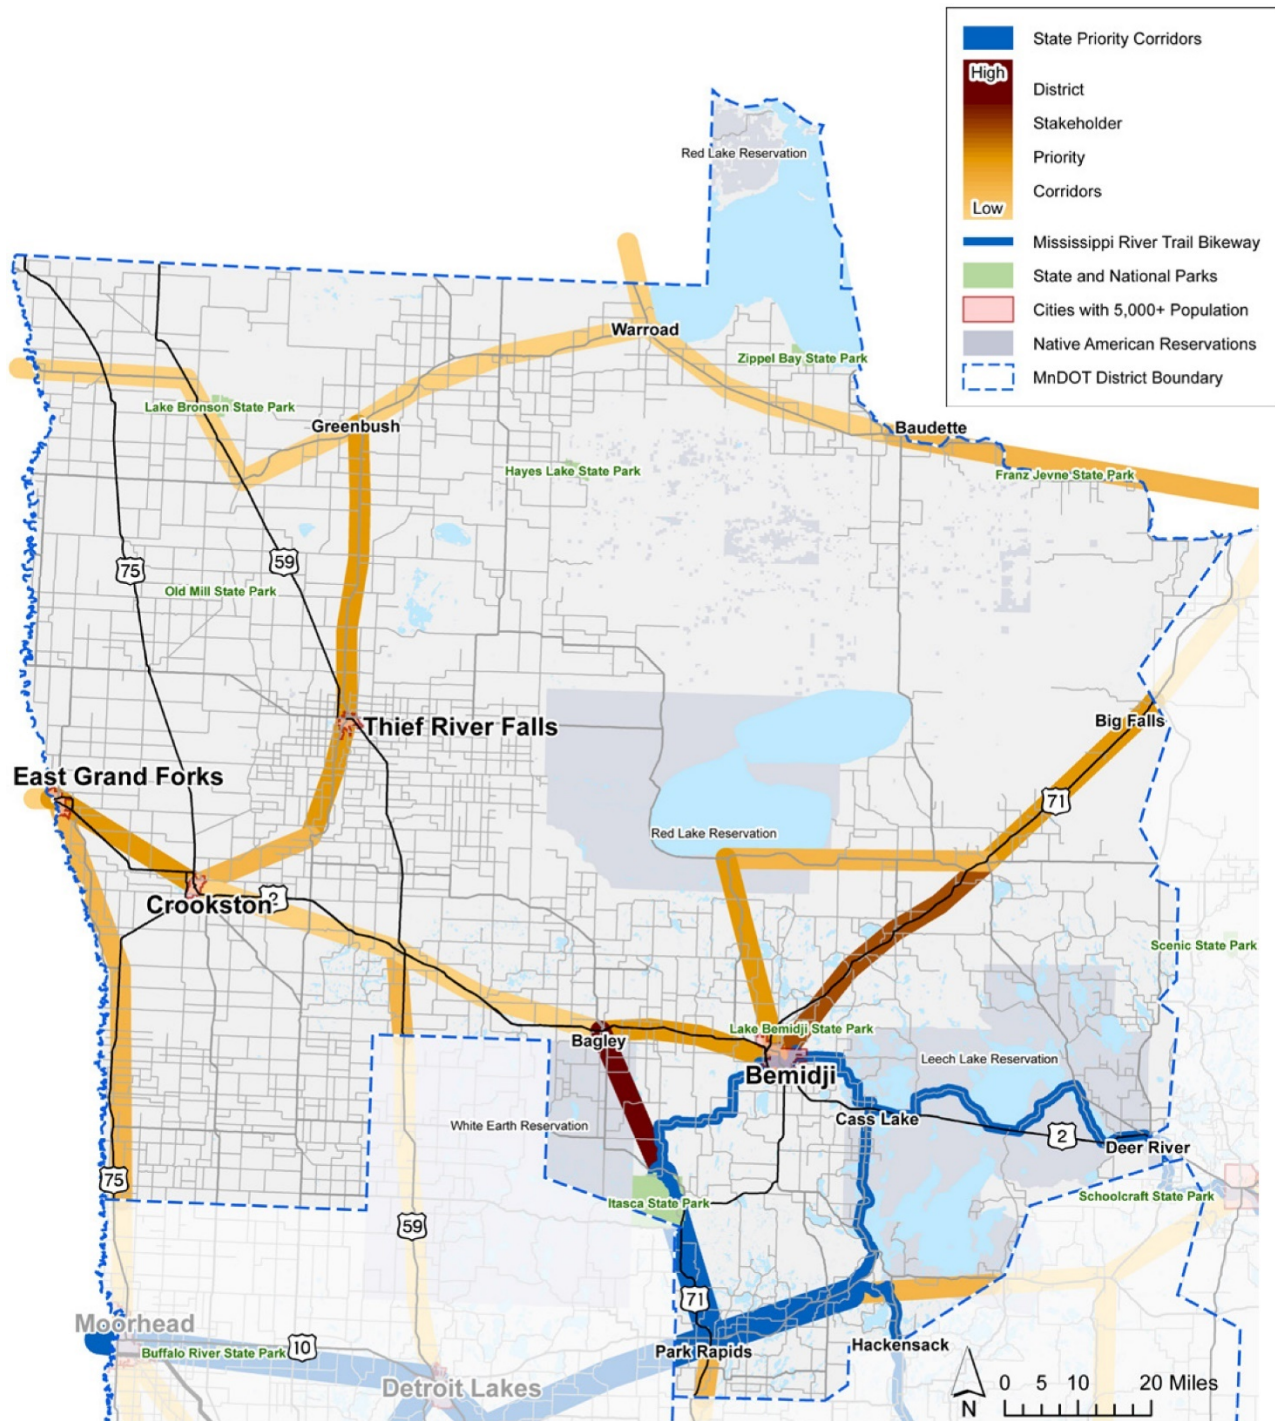 State Priority Corridors
High
District
Stakeholder
Priority
Corridors
Low
Mississippi River Trail Bikeway
State and National Parks
Cities with 5,000+ Population
Native American Reservations
MnDOT District Boundary
Red Lake Reservation
Warroad
Zippel Bay State Park
Lake Bronson State Park
Greenbush
Baudette
Hayes Lake State Park
Franz Jevne State Park
75
59
Old Mill State Park
Thief River Falls
Big Falls
East Grand Forks
71
Red Lake Reservation
Crookston
2
Scenic State Park
Lake Bemidji State Park
Bagley
Leech Lake Reservation
Bemidji
White Earth Reservation
Cass Lake
2
Deer River
75
Itasca State Park
Schoolcraft State Park
59
71
Moorhead
10
Buffalo River State Park
Park Rapids
Hackensack
Detroit Lakes
0 5 10 20 Miles
N